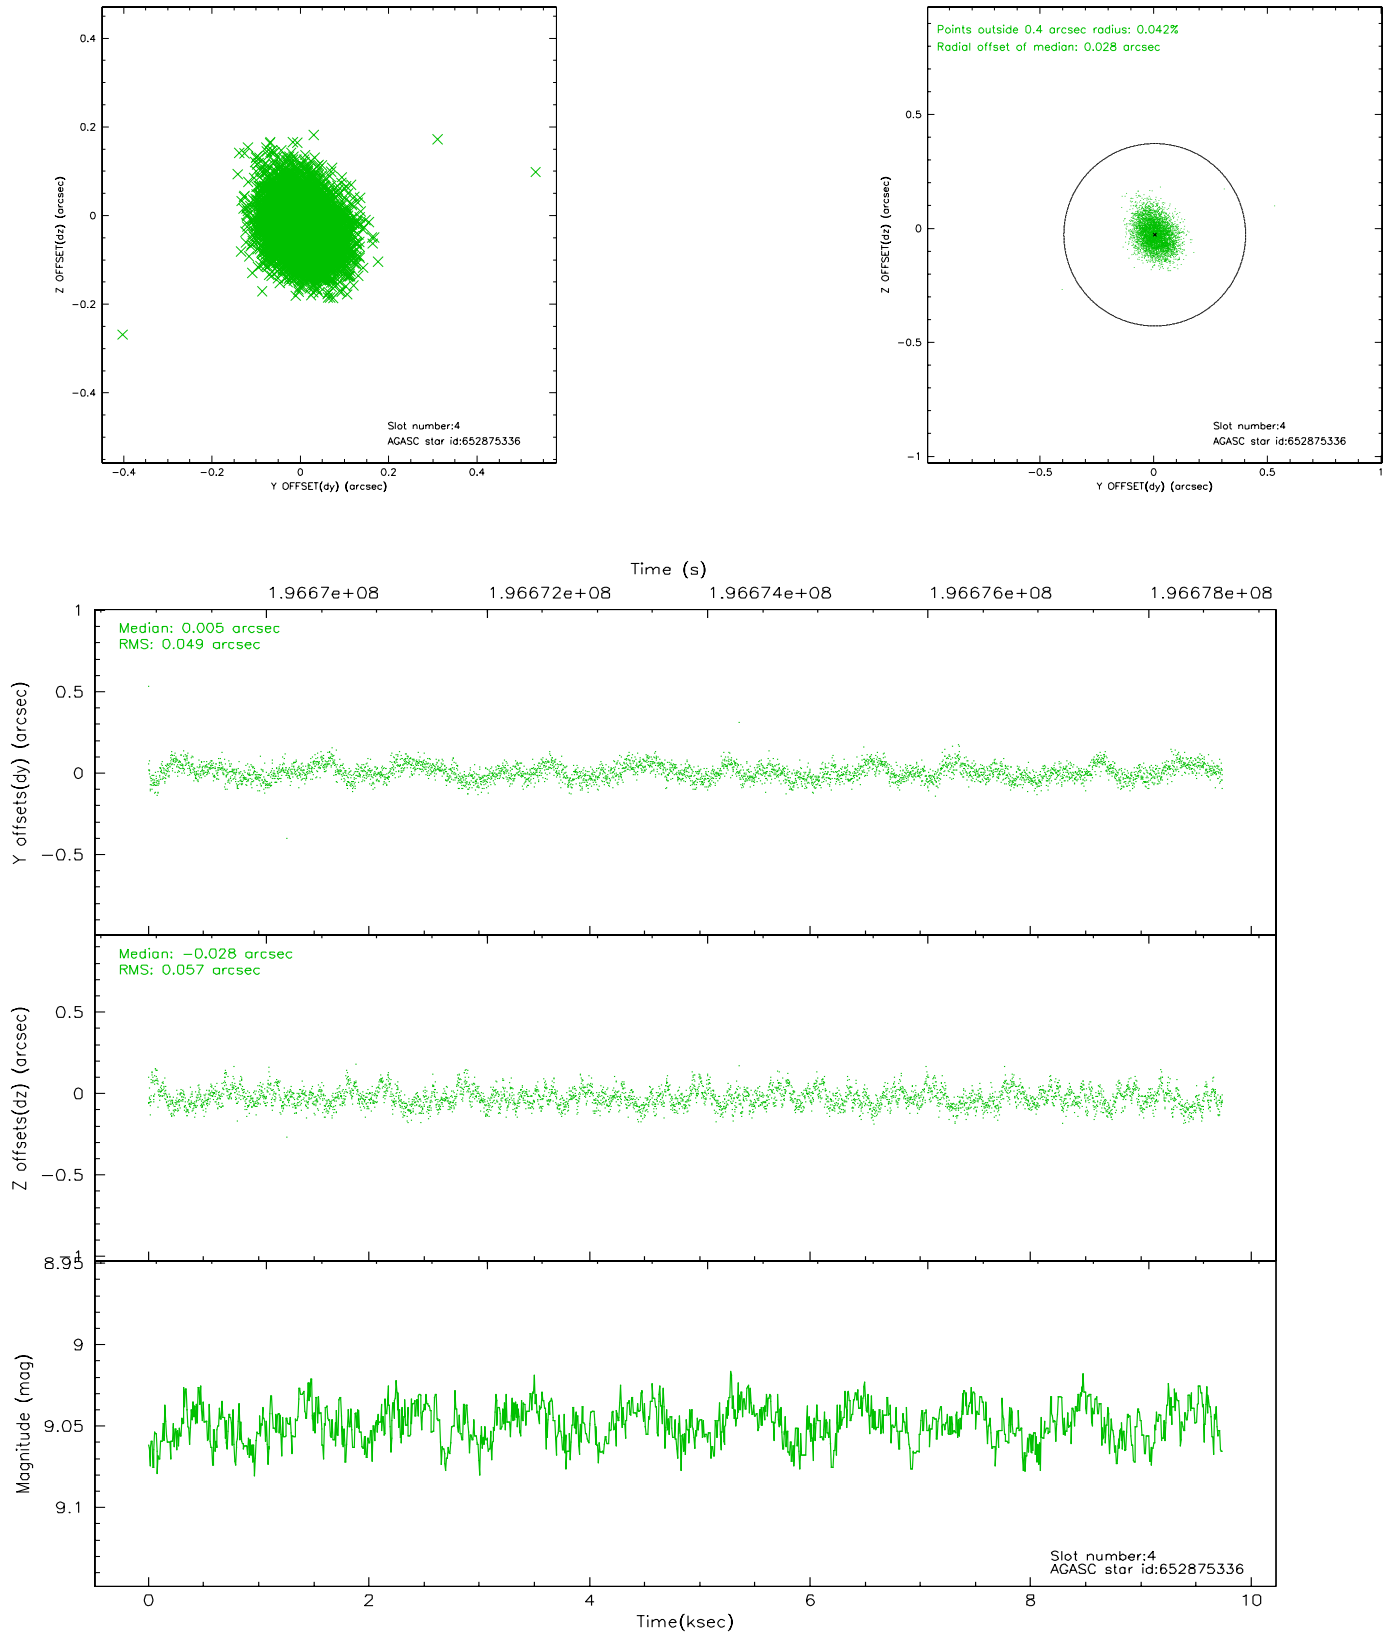 0.4
0.2
0
−0.2
−0.4
Z OFFSET(dz) (arcsec)
−0.4
−0.2
0
0.2
0.4
Y OFFSET(dy) (arcsec)
Slot number:4
AGASC star id:652875336
Points outside 0.4 arcsec radius: 0.042%
Radial offset of median: 0.028 arcsec
0.5
0
−0.5
−1
Z OFFSET(dz) (arcsec)
−0.5
0
0.5
1
Y OFFSET(dy) (arcsec)
Slot number:4
AGASC star id:652875336
Time (s)
1.9667e+08
1.96672e+08
1.96674e+08
1.96676e+08
1.96678e+08
Median: 0.005 arcsec
RMS: 0.049 arcsec
1
0.5
0
−0.5
Y offsets(dy) (arcsec)
Median: −0.028 arcsec
RMS: 0.057 arcsec
0.5
0
−0.5
−1
Z offsets(dz) (arcsec)
8.95
9
9.05
9.1
Magnitude (mag)
Slot number:4
AGASC star id:652875336
0
2
4
6
8
10
Time(ksec)